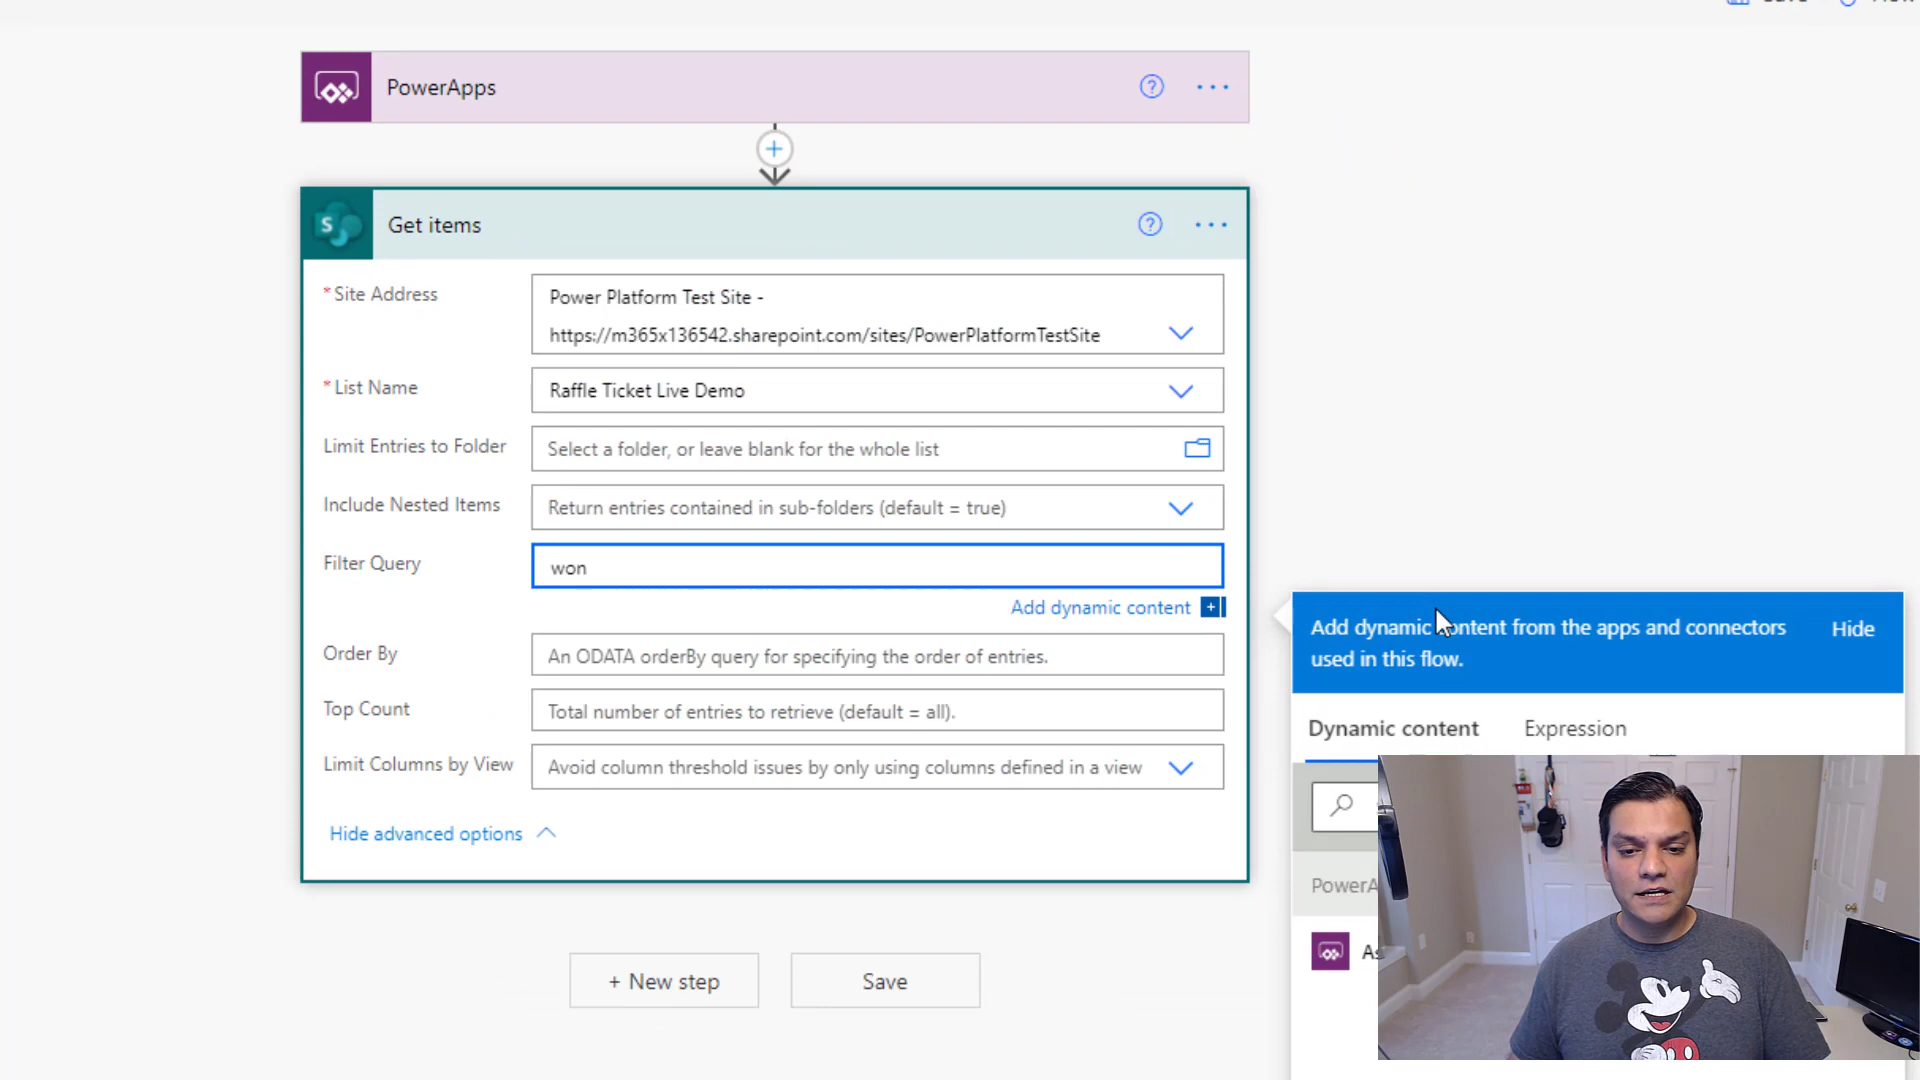 PowerApps
Get items
* Site Address
Power Platform Test Site -
https://m365x136542.sharepoint.com/sites/PowerPlatformTestSite
* List Name
Raffle Ticket Live Demo
Limit Entries to Folder
Select a folder, or leave blank for the whole list
Include Nested Items
Return entries contained in sub-folders (default = true)
Filter Query
won
Add dynamic content
Order By
An ODATA orderBy query for specifying the order of entries.
Top Count
Total number of entries to retrieve (default = all).
Limit Columns by View
Avoid column threshold issues by only using columns defined in a view
Hide advanced options
+ New step
Save
Add dynamic content from the apps and connectors
used in this flow.
Hide
Dynamic content
Expression